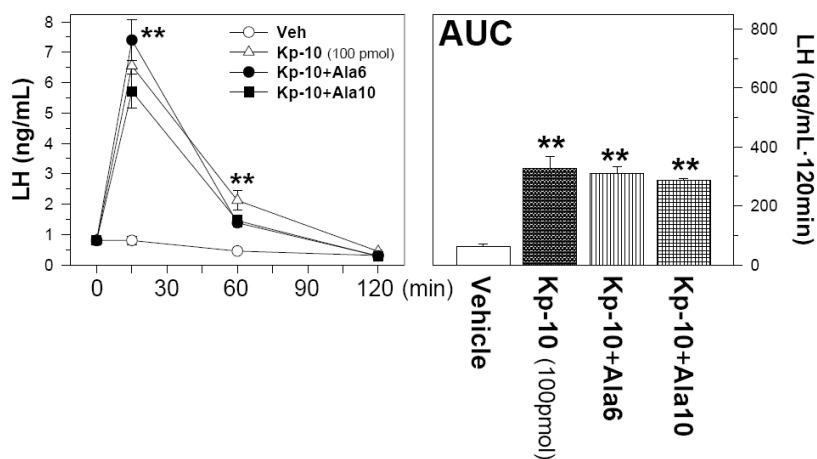 8
7
6
5
4
3
2
1
0
LH (ng/mL)
**
**
Veh
Kp-10 (100 pmol)
Kp-10+Ala6
Kp-10+Ala10
0 30 60 90 120 (min)
AUC
**
**
**
800
600
400
200
0
LH (ng/mL·120min)
Vehicle
Kp-10 (100pmol)
Kp-10+Ala6
Kp-10+Ala10